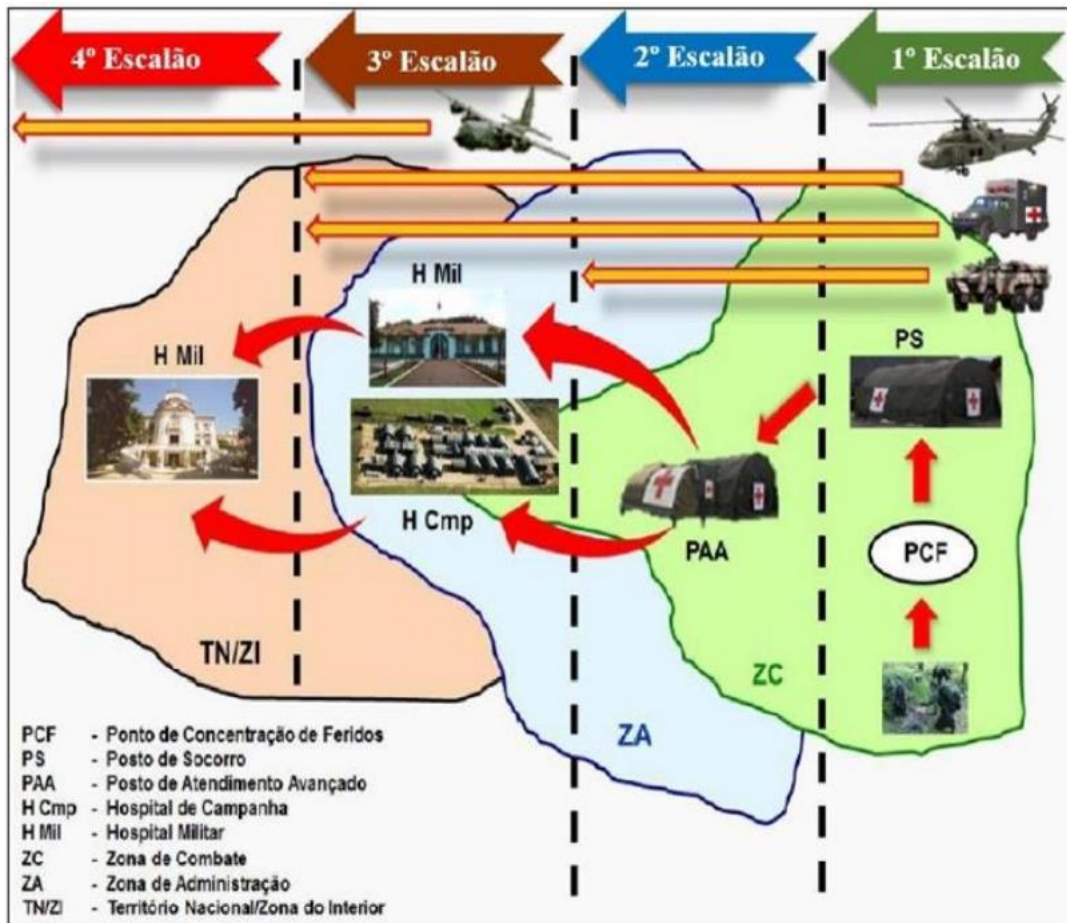 4º Escalão
3º Escalão
2º Escalão
1º Escalão
H Mil
H Mil
PS
H Cmp
PAA
PCF
TN/ZI
ZC
ZA
PCF - Ponto de Concentração de Feridos
PS - Posto de Socorro
PAA - Posto de Atendimento Avançado
H Cmp - Hospital de Campanha
H Mil - Hospital Militar
ZC - Zona de Combate
ZA - Zona de Administração
TN/ZI - Território Nacional/Zona do Interior